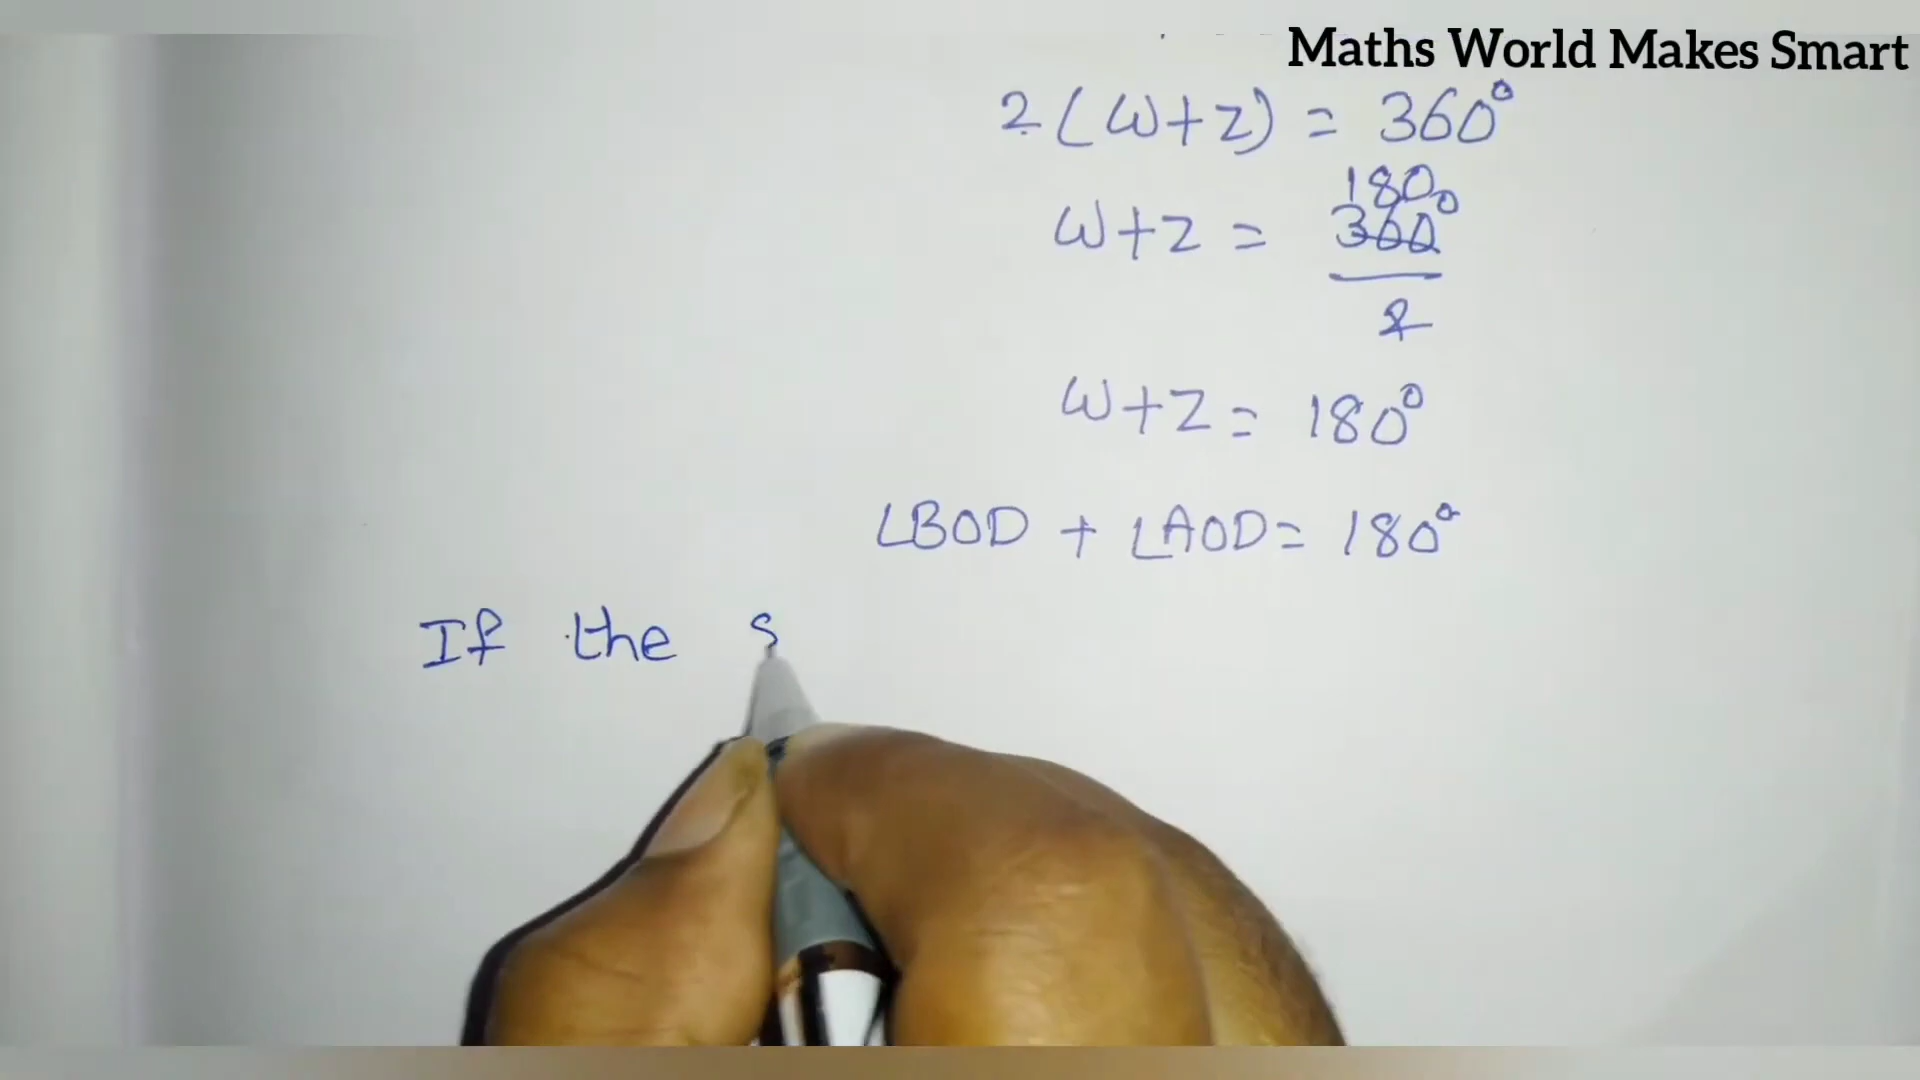 Maths World Makes Smart
2(w+z) = 360°
180
w+z = 360°
2
w+z = 180°
∠BOD + ∠AOD = 180°
If the s